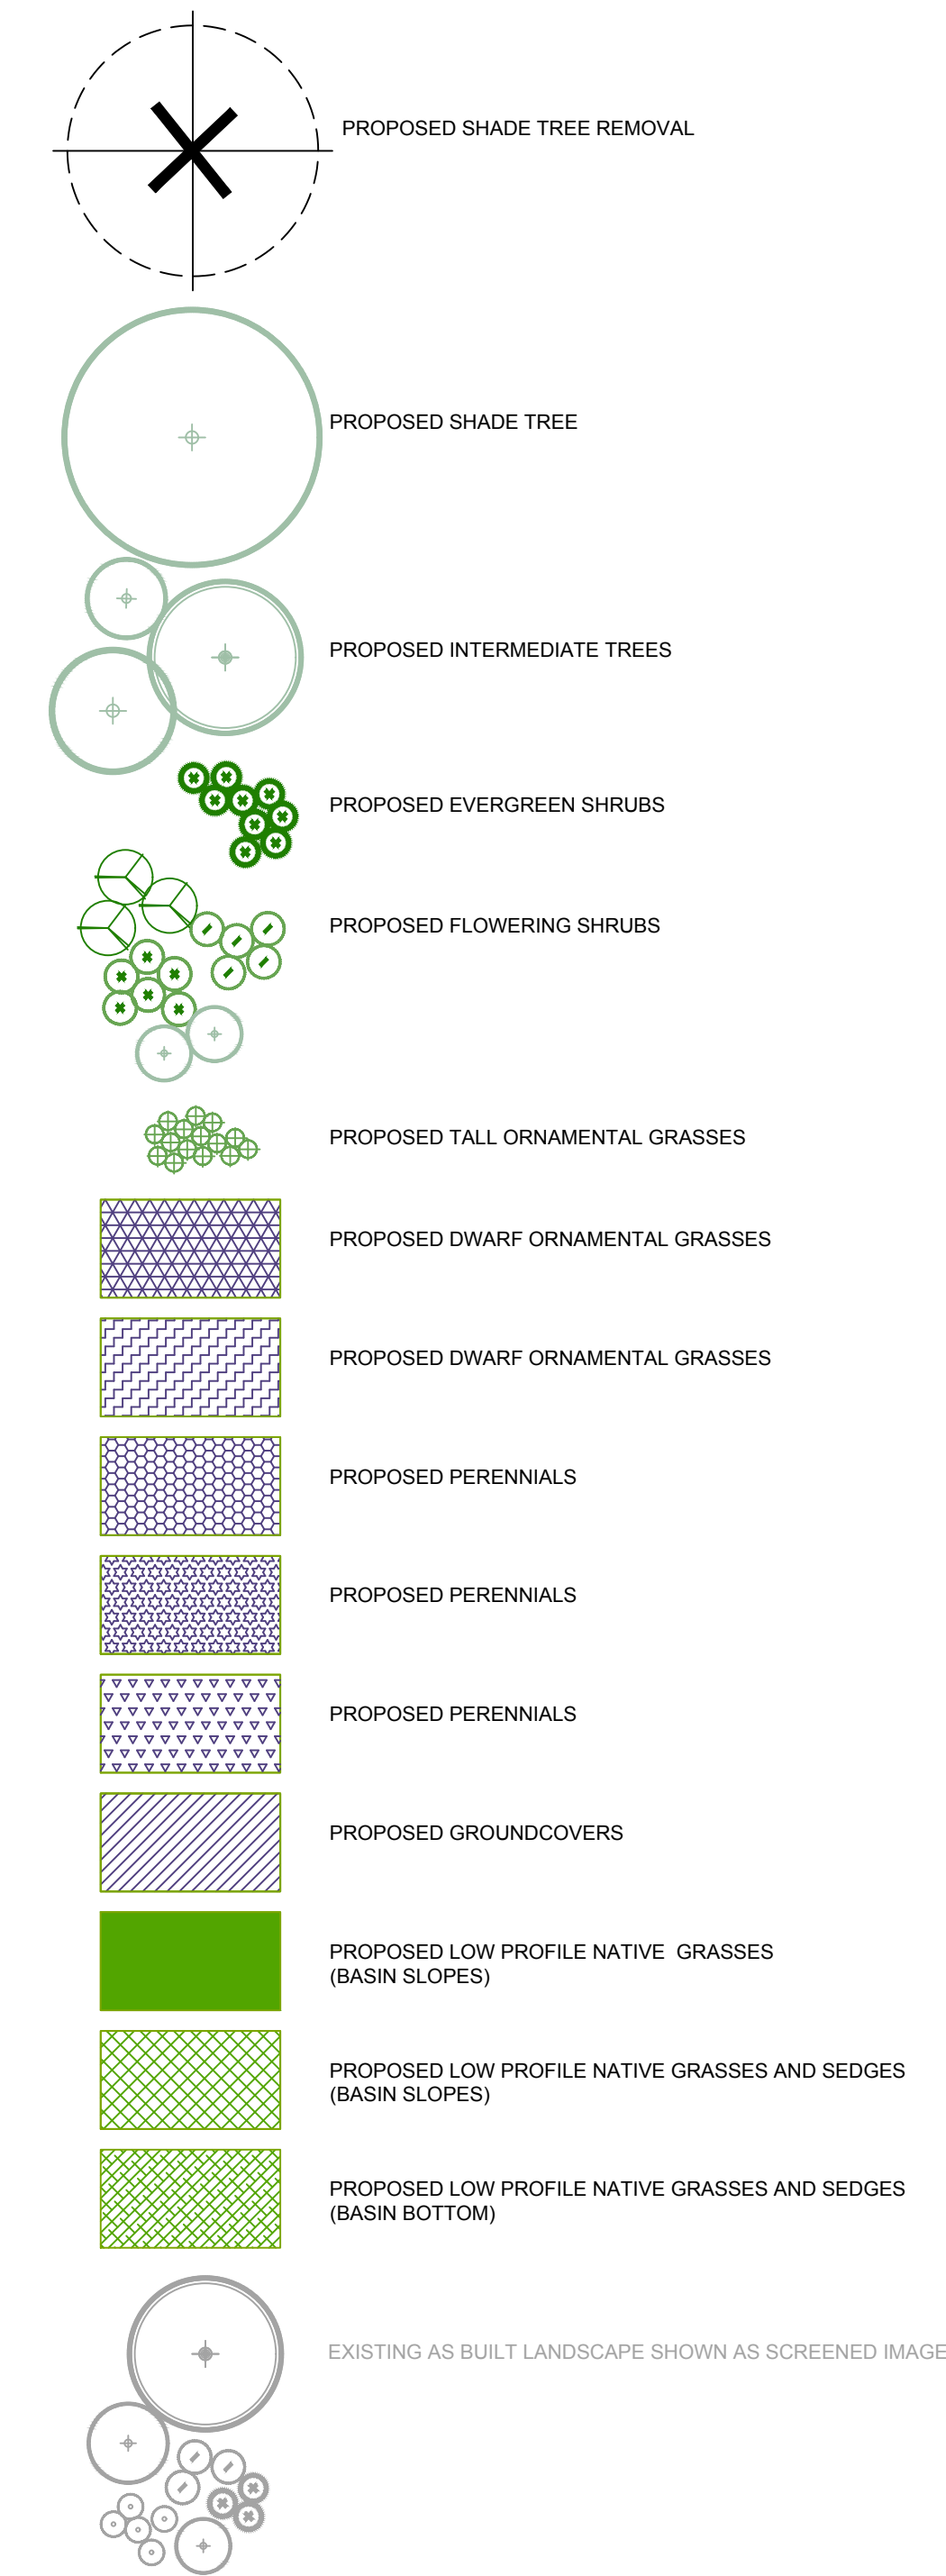 PROPOSED SHADE TREE REMOVAL
PROPOSED SHADE TREE
PROPOSED INTERMEDIATE TREES
PROPOSED EVERGREEN SHRUBS
PROPOSED FLOWERING SHRUBS
PROPOSED TALL ORNAMENTAL GRASSES
PROPOSED DWARF ORNAMENTAL GRASSES
PROPOSED DWARF ORNAMENTAL GRASSES
PROPOSED PERENNIALS
PROPOSED PERENNIALS
PROPOSED PERENNIALS
PROPOSED GROUNDCOVERS
PROPOSED LOW PROFILE NATIVE GRASSES
(BASIN SLOPES)
PROPOSED LOW PROFILE NATIVE GRASSES AND SEDGES
(BASIN SLOPES)
PROPOSED LOW PROFILE NATIVE GRASSES AND SEDGES
(BASIN BOTTOM)
EXISTING AS BUILT LANDSCAPE SHOWN AS SCREENED IMAGE